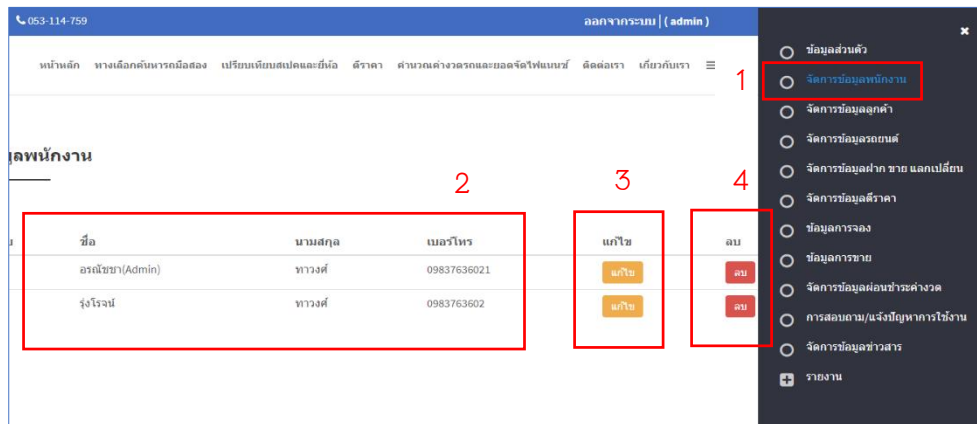 053-114-759
ออกจากระบบ | ( admin )
หน้าหลัก ทางเลือกค้นหารถมือสอง เปรียบเทียบสเปคและยี่ห้อ ตีราคา คำนวณค่างวดรถและยอดจัดไฟแนนซ์ ติดต่อเรา เกี่ยวกับเรา
1
ูลพนักงาน
2 3 4
ชื่อ นามสกุล เบอร์โทร แก้ไข ลบ
อรณัชชา(Admin) ทาวงศ์ 09837636021 แก้ไข ลบ
รุ่งโรจน์ ทาวงศ์ 0983763602 แก้ไข ลบ
×
ข้อมูลส่วนตัว
จัดการข้อมูลพนักงาน
จัดการข้อมูลลูกค้า
จัดการข้อมูลรถยนต์
จัดการข้อมูลฝาก ขาย แลกเปลี่ยน
จัดการข้อมูลตีราคา
ข้อมูลการจอง
ข้อมูลการขาย
จัดการข้อมูลผ่อนชำระค่างวด
การสอบถาม/แจ้งปัญหาการใช้งาน
จัดการข้อมูลข่าวสาร
รายงาน